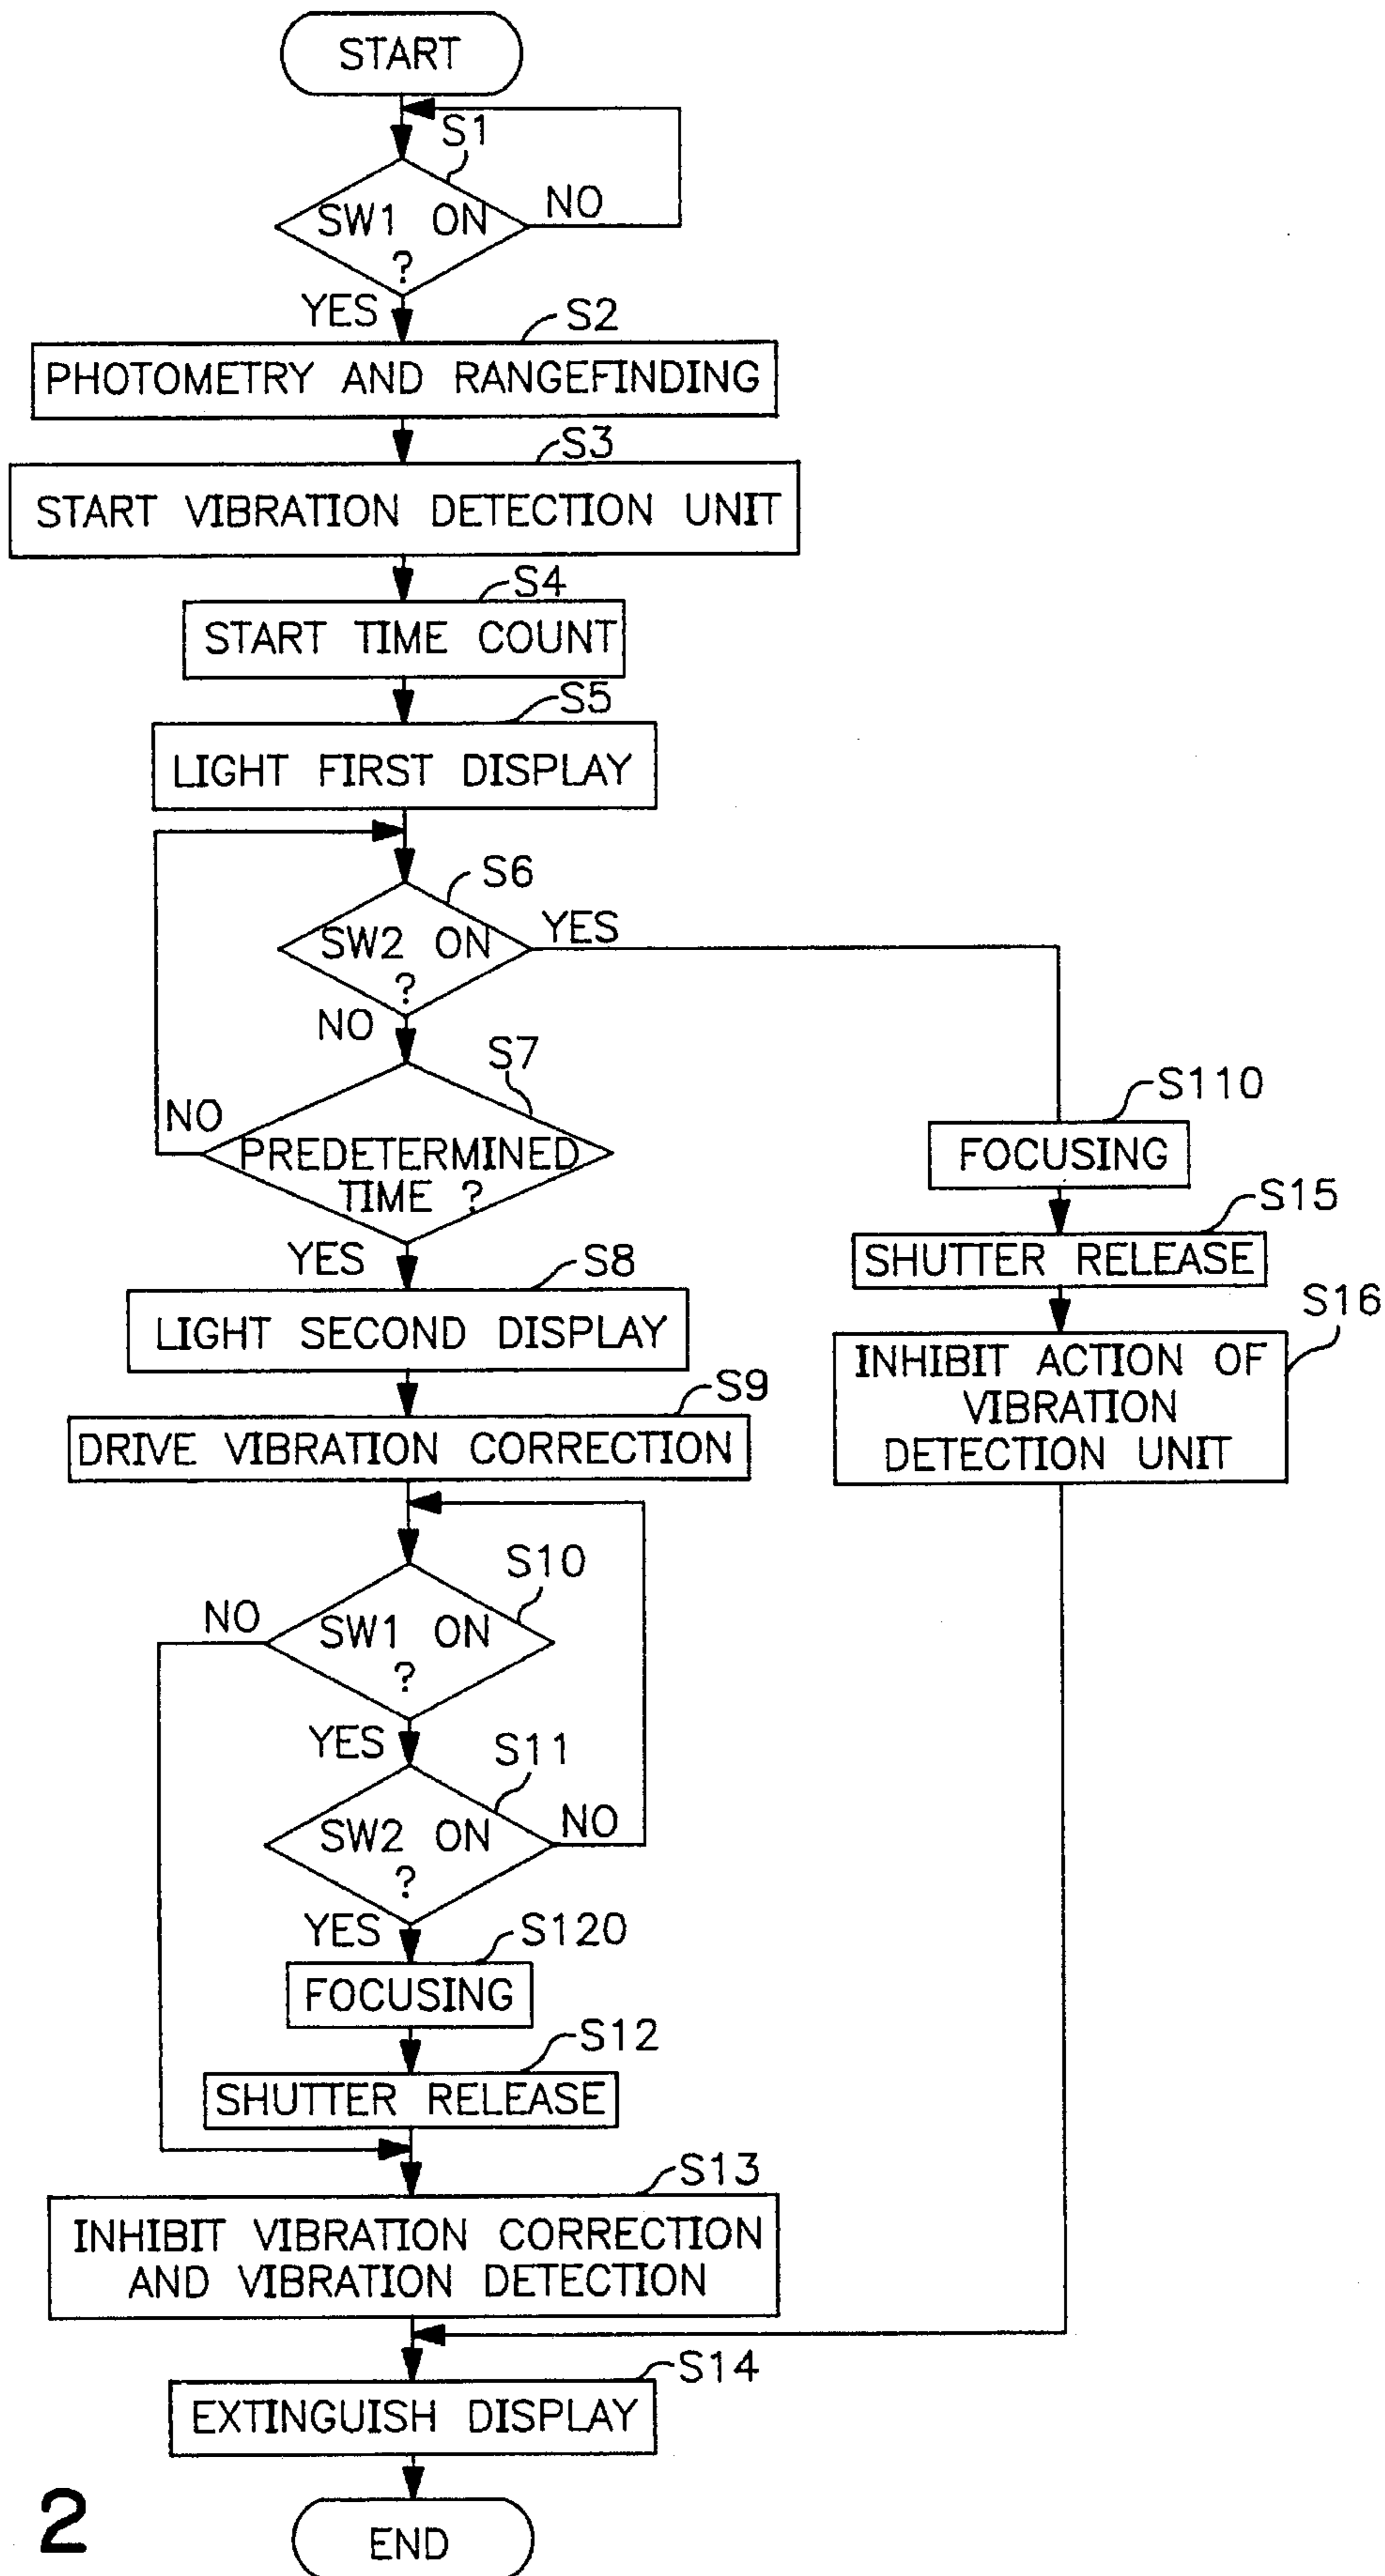 START
S1
SW1 ON
?
NO
YES
S2
PHOTOMETRY AND RANGEFINDING
S3
START VIBRATION DETECTION UNIT
S4
START TIME COUNT
S5
LIGHT FIRST DISPLAY
S6
SW2 ON
?
YES
NO
S7
NO
PREDETERMINED
TIME ?
YES
S110
FOCUSING
S15
SHUTTER RELEASE
S16
INHIBIT ACTION OF
VIBRATION
DETECTION UNIT
S8
LIGHT SECOND DISPLAY
S9
DRIVE VIBRATION CORRECTION
S10
NO
SW1 ON
?
YES
S11
SW2 ON
?
NO
YES
S120
FOCUSING
S12
SHUTTER RELEASE
S13
INHIBIT VIBRATION CORRECTION
AND VIBRATION DETECTION
S14
EXTINGUISH DISPLAY
END
2